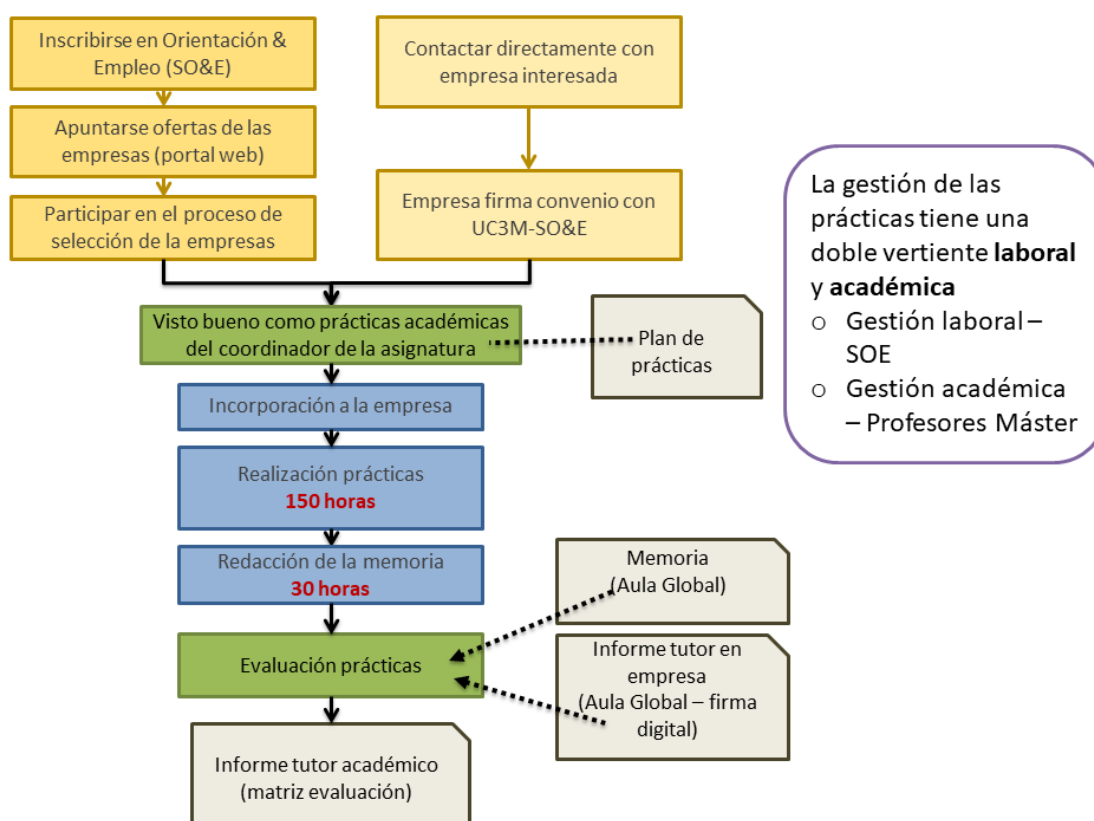 Inscribirse en Orientación &
Empleo (SO&E)
Contactar directamente con
empresa interesada
Apuntarse ofertas de las
empresas (portal web)
Participar en el proceso de
selección de la empresas
Empresa firma convenio con
UC3M-SO&E
Visto bueno como prácticas académicas
del coordinador de la asignatura
Plan de
prácticas
Incorporación a la empresa
Realización prácticas
150 horas
Redacción de la memoria
30 horas
Memoria
(Aula Global)
Evaluación prácticas
Informe tutor en
empresa
(Aula Global – firma
digital)
Informe tutor académico
(matriz evaluación)
La gestión de las
prácticas tiene una
doble vertiente laboral
y académica
o Gestión laboral –
SOE
o Gestión académica
– Profesores Máster